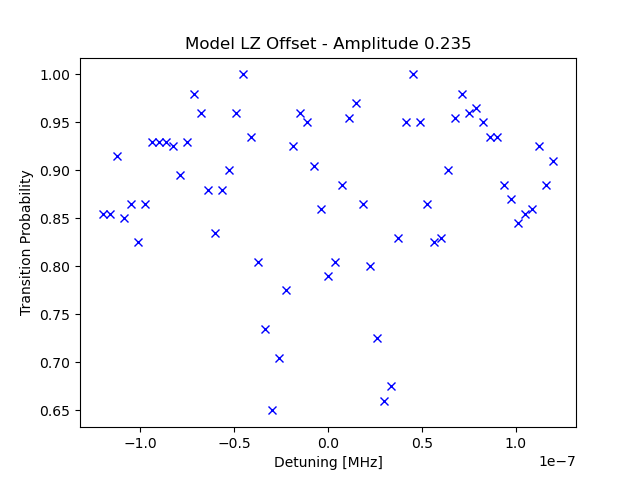 Model LZ Offset - Amplitude 0.235
Transition Probability
1.00
0.95
0.90
0.85
0.80
0.75
0.70
0.65
−1.0 −0.5 0.0 0.5 1.0
1e−7
Detuning [MHz]